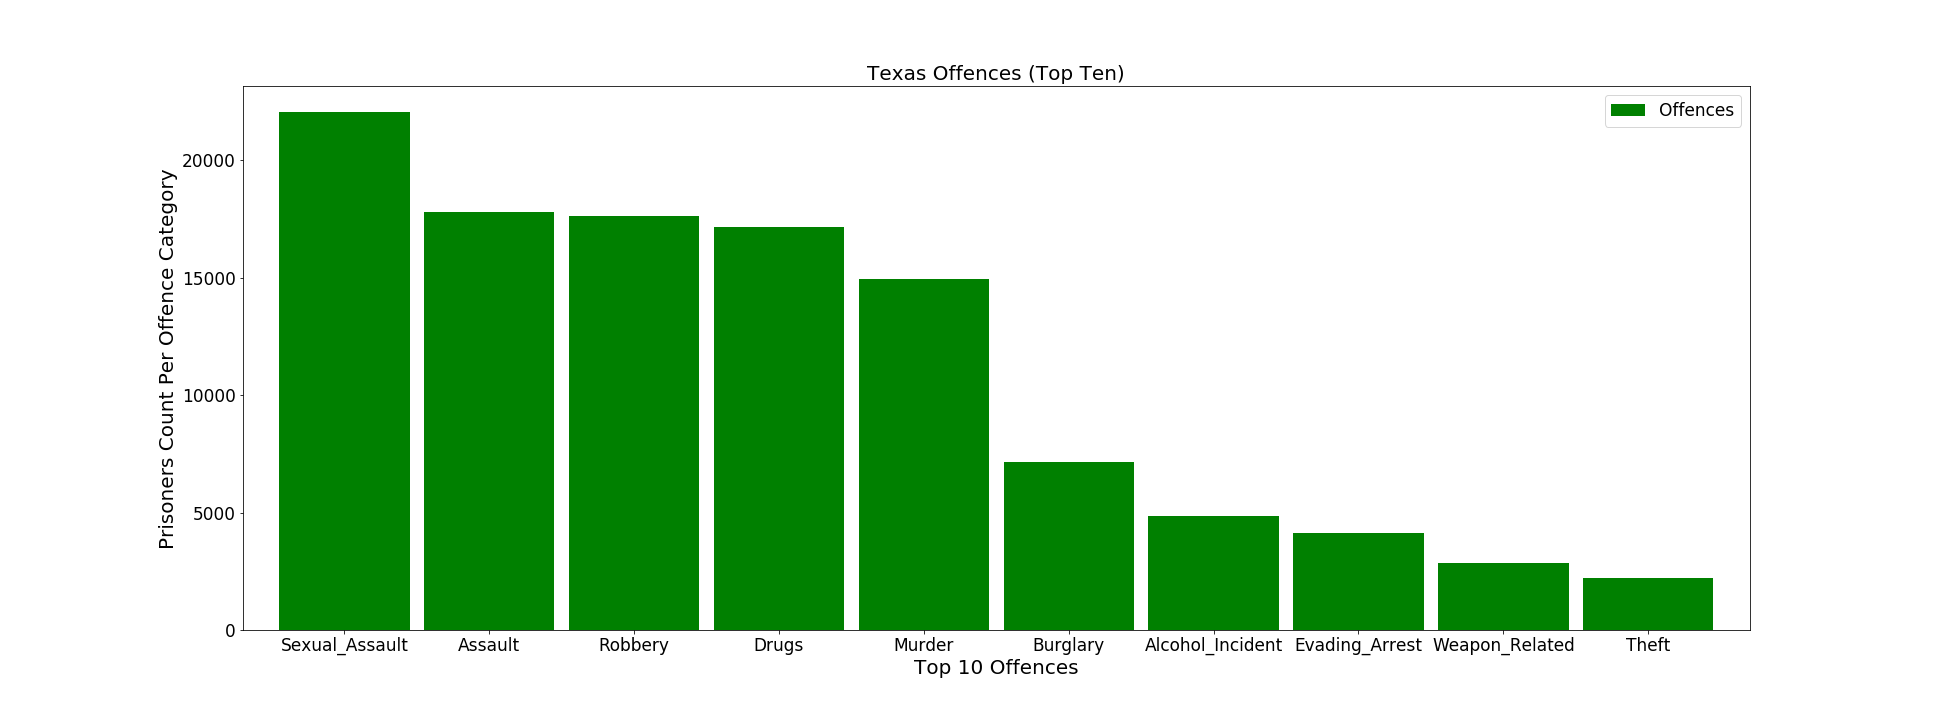 Texas Offences (Top Ten)
Offences
Prisoners Count Per Offence Category
20000
15000
10000
5000
0
Sexual_Assault Assault Robbery Drugs Murder Burglary Alcohol_Incident Evading_Arrest Weapon_Related Theft
Top 10 Offences